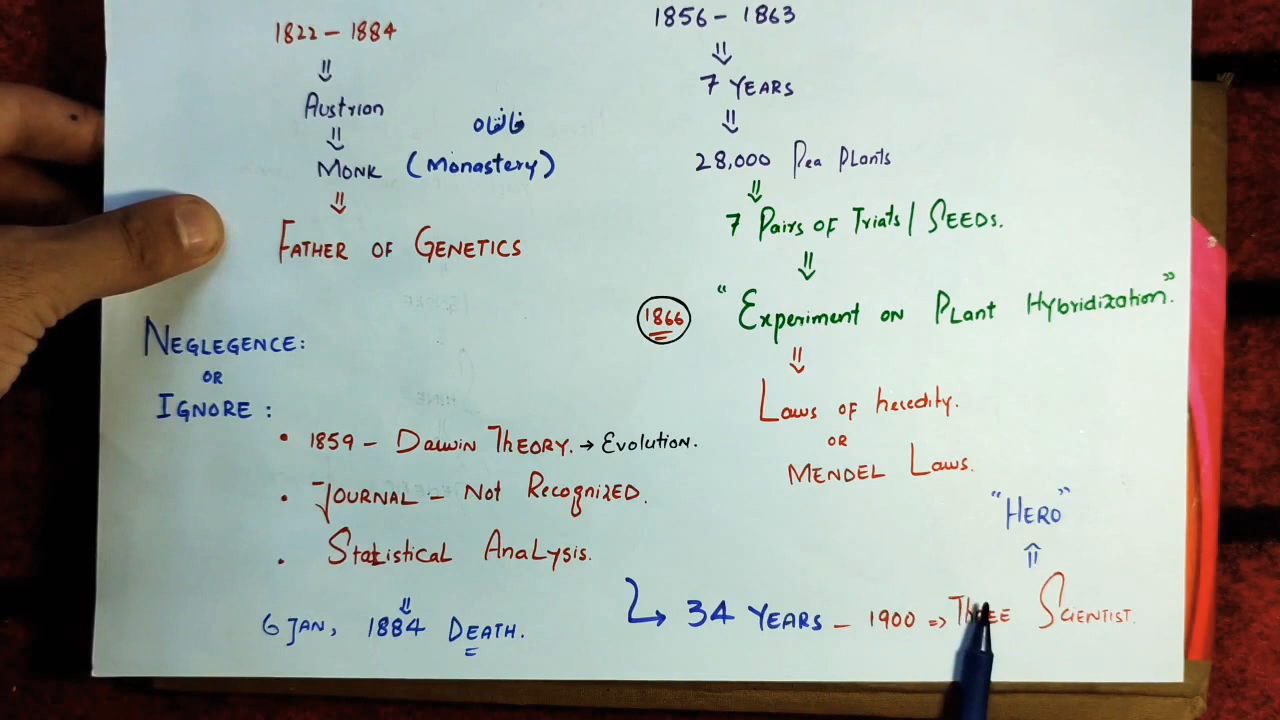 1822 – 1884
⇓
Austrian
⇓
خانقاہ
MONK (Monastery)
⇓
FATHER OF GENETICS
NEGLEGENCE:
OR
IGNORE:
• 1859 – Darwin THEORY. → Evolution.
• JOURNAL – Not Recognized.
• Statistical Analysis.
⇓
6 JAN, 1884 DEATH.
1856 – 1863
⇓
7 YEARS
⇓
28,000 Pea Plants
⇓
7 Pairs of Triats / SEEDS.
⇓
1866 "Experiment on Plant Hybridization."
⇓
Laws of heredity.
OR
MENDEL Laws.
"HERO"
⇑
↳ 34 YEARS – 1900 ⇒ Three Scientist.